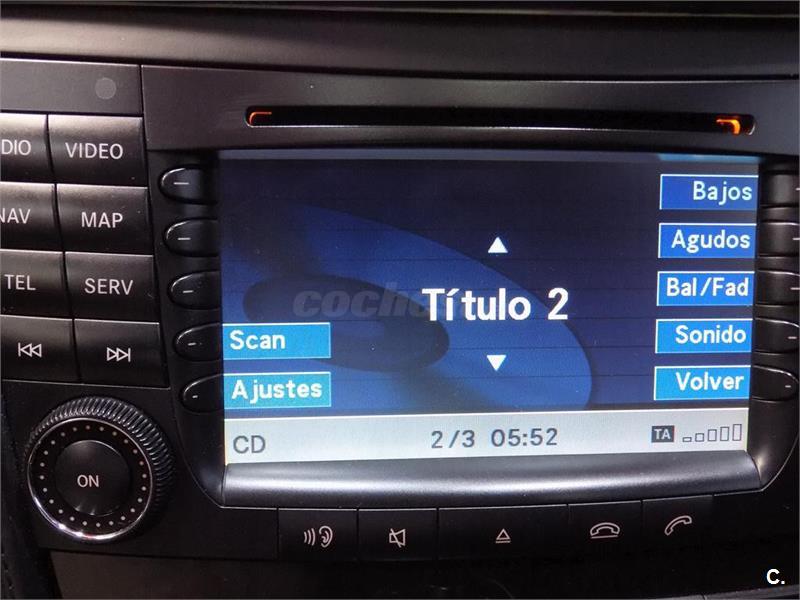 DIO VIDEO
NAV MAP
TEL SERV
ON
Bajos
Agudos
Bal/Fad
Sonido
Volver
Título 2
Scan
Ajustes
CD 2/3 05:52 TA
coches
C.